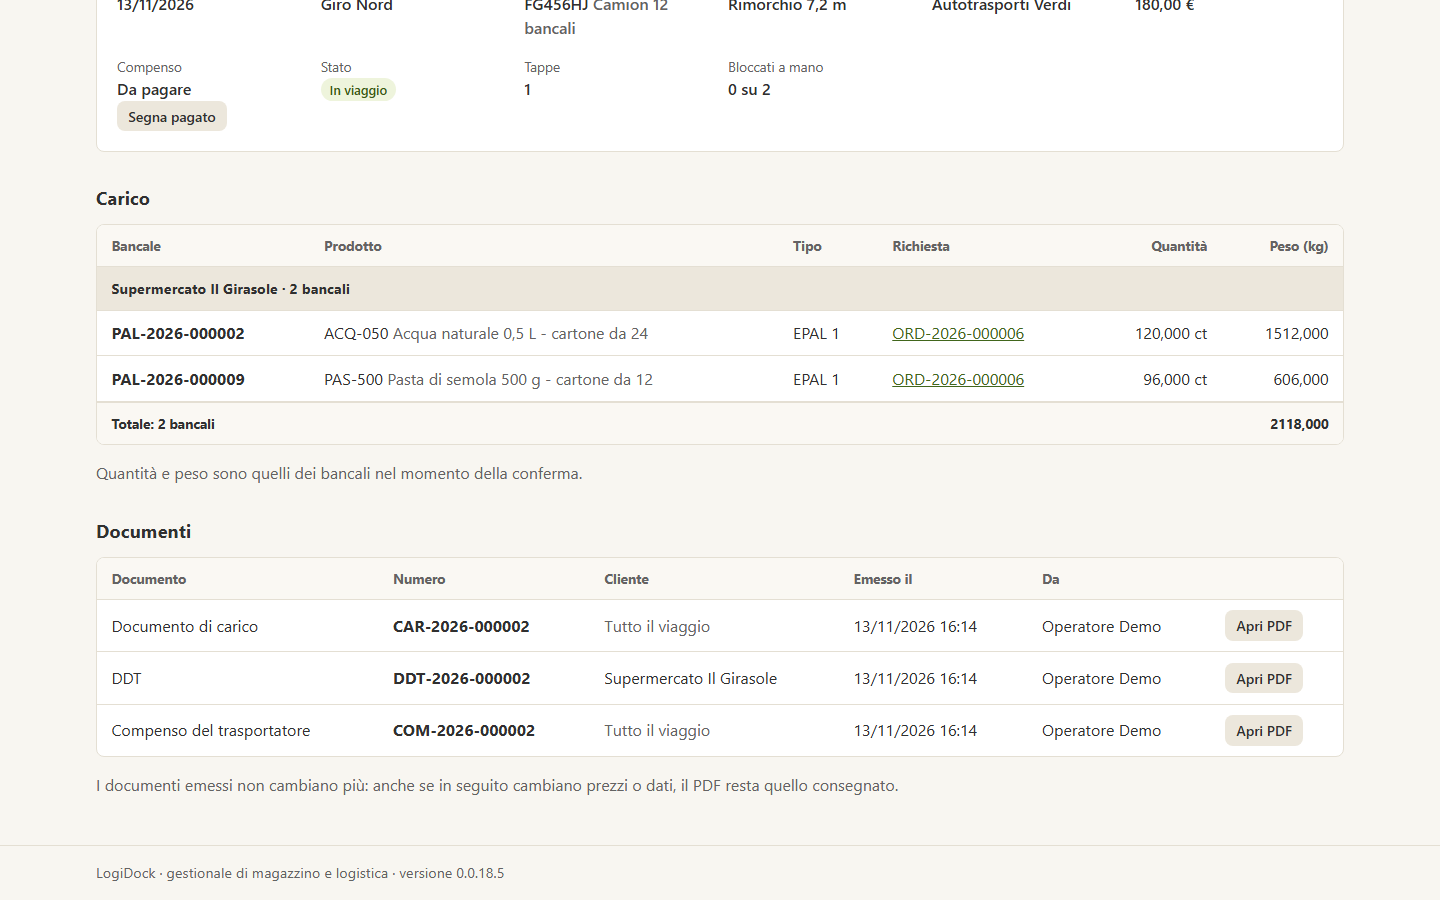 13/11/2026 Giro Nord FG456HJ Camion 12 Rimorchio 7,2 m Autotrasporti Verdi 180,00 €
bancali
Compenso Stato Tappe Bloccati a mano
Da pagare In viaggio 1 0 su 2
Segna pagato
Carico
Bancale Prodotto Tipo Richiesta Quantità Peso (kg)
Supermercato Il Girasole · 2 bancali
PAL-2026-000002 ACQ-050 Acqua naturale 0,5 L - cartone da 24 EPAL 1 ORD-2026-000006 120,000 ct 1512,000
PAL-2026-000009 PAS-500 Pasta di semola 500 g - cartone da 12 EPAL 1 ORD-2026-000006 96,000 ct 606,000
Totale: 2 bancali 2118,000
Quantità e peso sono quelli dei bancali nel momento della conferma.
Documenti
Documento Numero Cliente Emesso il Da
Documento di carico CAR-2026-000002 Tutto il viaggio 13/11/2026 16:14 Operatore Demo Apri PDF
DDT DDT-2026-000002 Supermercato Il Girasole 13/11/2026 16:14 Operatore Demo Apri PDF
Compenso del trasportatore COM-2026-000002 Tutto il viaggio 13/11/2026 16:14 Operatore Demo Apri PDF
I documenti emessi non cambiano più: anche se in seguito cambiano prezzi o dati, il PDF resta quello consegnato.
LogiDock · gestionale di magazzino e logistica · versione 0.0.18.5